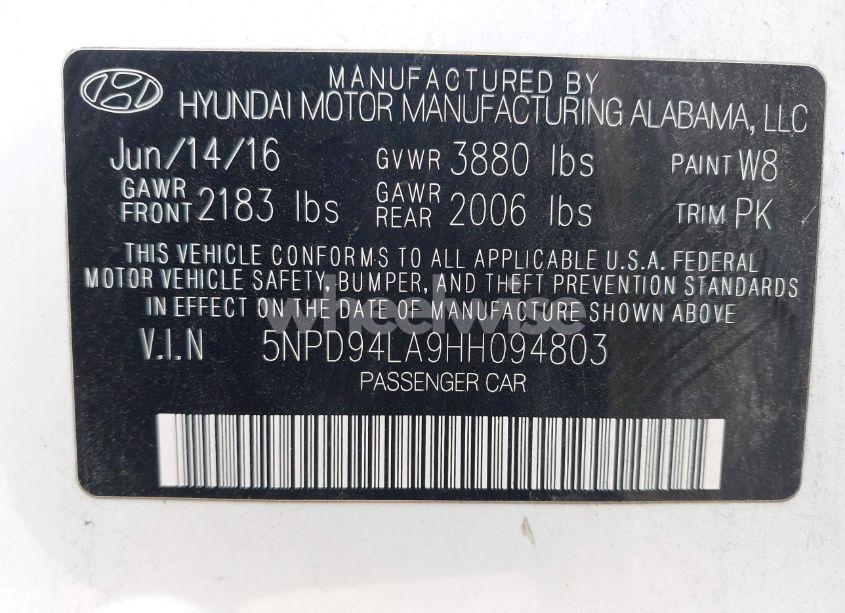 MANUFACTURED BY
HYUNDAI MOTOR MANUFACTURING ALABAMA, LLC
Jun/14/16 GVWR 3880 lbs PAINT W8
GAWR FRONT 2183 lbs GAWR REAR 2006 lbs TRIM PK
THIS VEHICLE CONFORMS TO ALL APPLICABLE U.S.A. FEDERAL
MOTOR VEHICLE SAFETY, BUMPER, AND THEFT PREVENTION STANDARDS
IN EFFECT ON THE DATE OF MANUFACTURE SHOWN ABOVE
wheelwise
V.I.N 5NPD94LA9HH094803
PASSENGER CAR